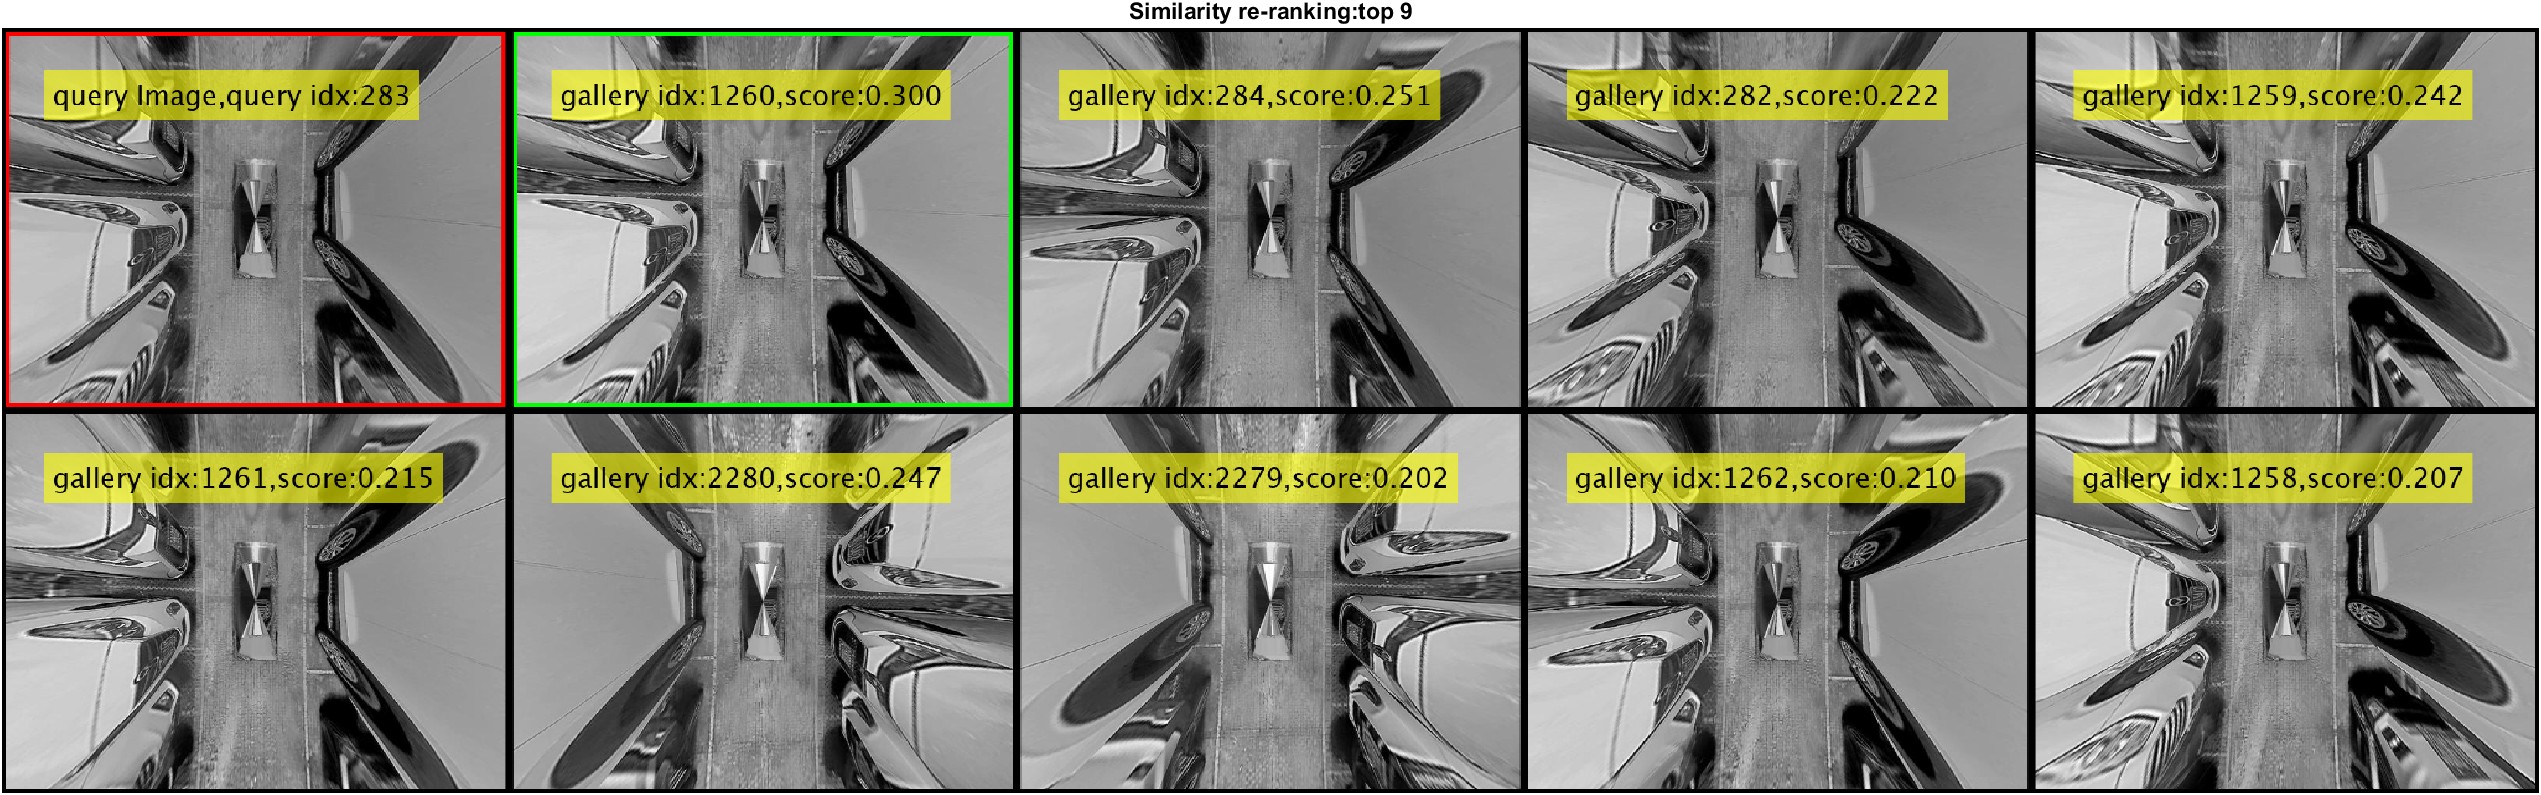 Similarity re-ranking:top 9
query Image,query idx:283
gallery idx:1260,score:0.300
gallery idx:284,score:0.251
gallery idx:282,score:0.222
gallery idx:1259,score:0.242
gallery idx:1261,score:0.215
gallery idx:2280,score:0.247
gallery idx:2279,score:0.202
gallery idx:1262,score:0.210
gallery idx:1258,score:0.207